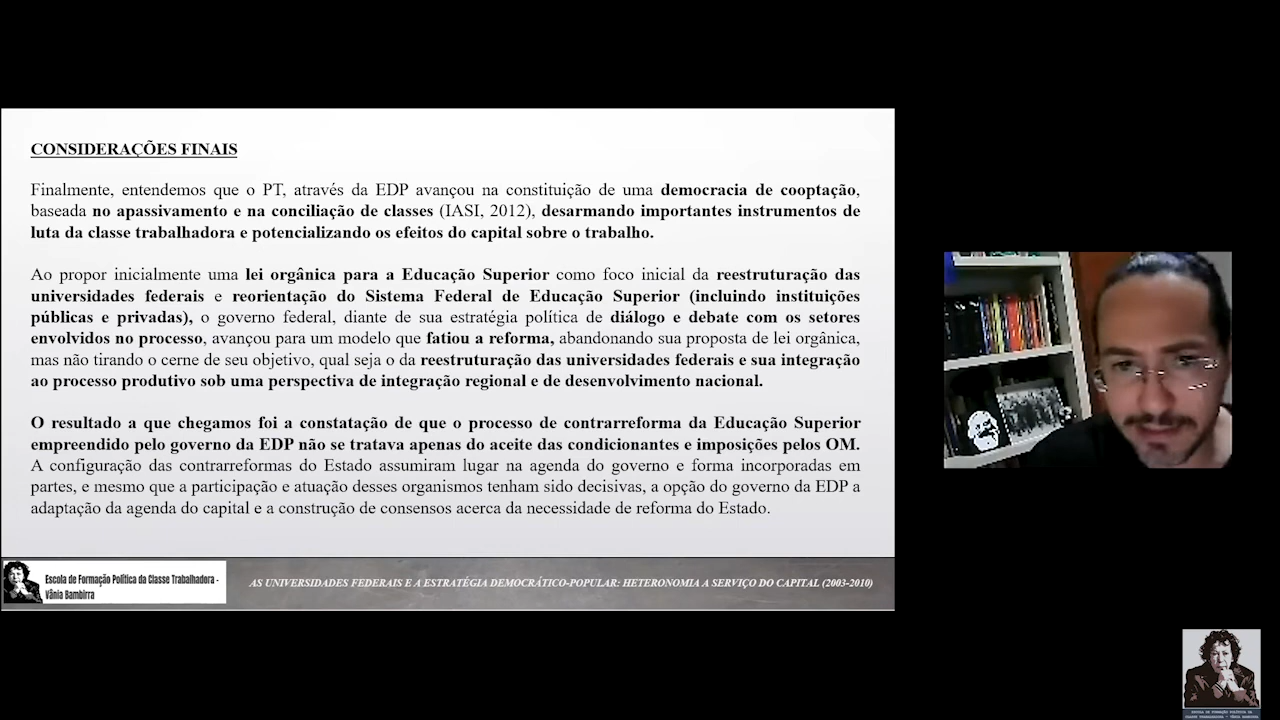 CONSIDERAÇÕES FINAIS
Finalmente, entendemos que o PT, através da EDP avançou na constituição de uma democracia de cooptação,
baseada no apassivamento e na conciliação de classes (IASI, 2012), desarmando importantes instrumentos de
luta da classe trabalhadora e potencializando os efeitos do capital sobre o trabalho.
Ao propor inicialmente uma lei orgânica para a Educação Superior como foco inicial da reestruturação das
universidades federais e reorientação do Sistema Federal de Educação Superior (incluindo instituições
públicas e privadas), o governo federal, diante de sua estratégia política de diálogo e debate com os setores
envolvidos no processo, avançou para um modelo que fatiou a reforma, abandonando sua proposta de lei orgânica,
mas não tirando o cerne de seu objetivo, qual seja o da reestruturação das universidades federais e sua integração
ao processo produtivo sob uma perspectiva de integração regional e de desenvolvimento nacional.
O resultado a que chegamos foi a constatação de que o processo de contrarreforma da Educação Superior
empreendido pelo governo da EDP não se tratava apenas do aceite das condicionantes e imposições pelos OM.
A configuração das contrarreformas do Estado assumiram lugar na agenda do governo e forma incorporadas em
partes, e mesmo que a participação e atuação desses organismos tenham sido decisivas, a opção do governo da EDP a
adaptação da agenda do capital e a construção de consensos acerca da necessidade de reforma do Estado.
Escola de Formação Política da Classe Trabalhadora -
Vânia Bambirra
AS UNIVERSIDADES FEDERAIS E A ESTRATÉGIA DEMOCRÁTICO-POPULAR: HETERONOMIA A SERVIÇO DO CAPITAL (2003-2010)
ESCOLA DE FORMAÇÃO POLÍTICA DA
CLASSE TRABALHADORA - VÂNIA BAMBIRRA